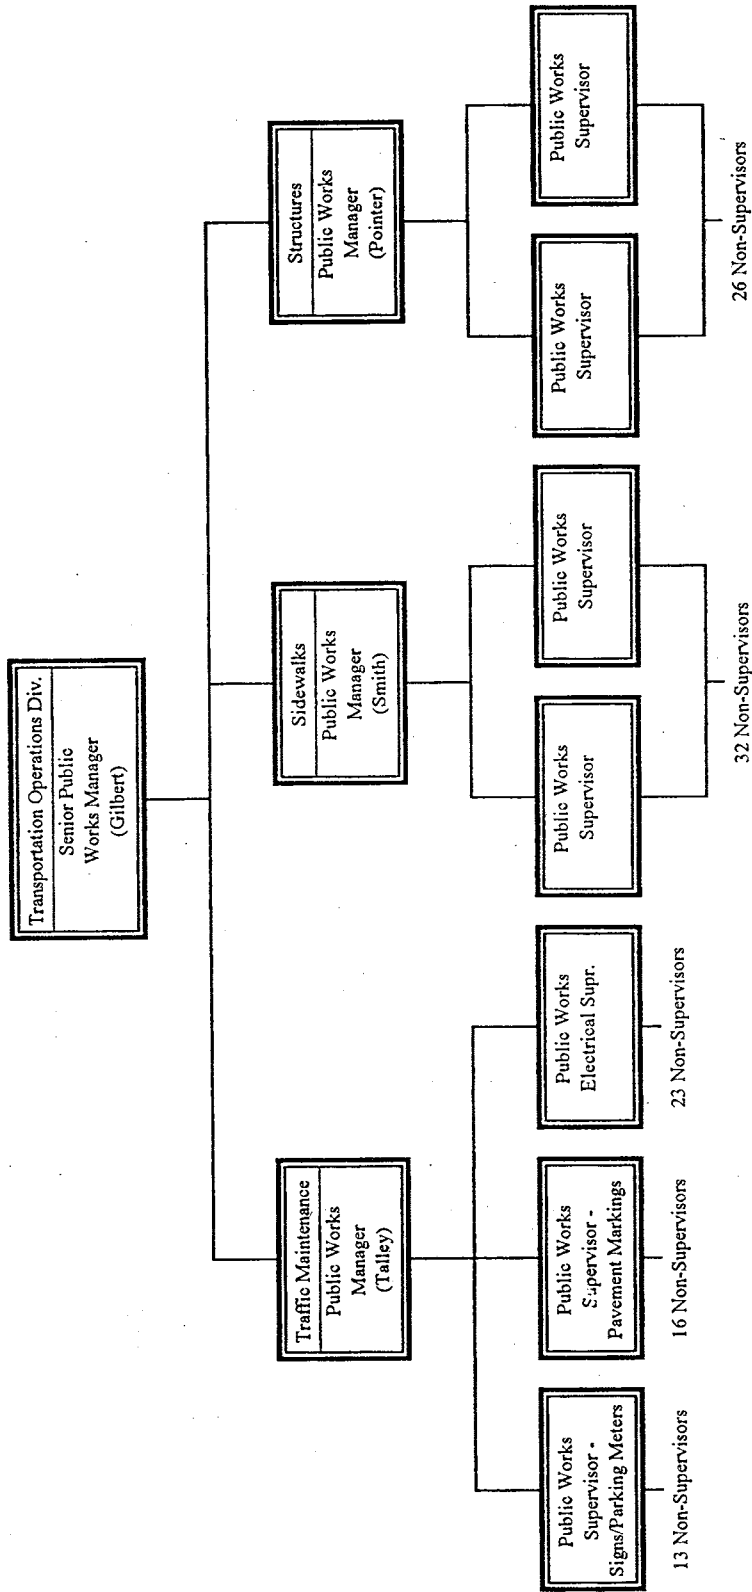 Transportation Operations Div.
Senior Public
Works Manager
(Gilbert)
Traffic Maintenance
Public Works
Manager
(Talley)
Sidewalks
Public Works
Manager
(Smith)
Structures
Public Works
Manager
(Pointer)
Public Works
Supervisor -
Signs/Parking Meters
Public Works
Supervisor -
Pavement Markings
Public Works
Electrical Supr.
Public Works
Supervisor
Public Works
Supervisor
Public Works
Supervisor
Public Works
Supervisor
13 Non-Supervisors
16 Non-Supervisors
23 Non-Supervisors
32 Non-Supervisors
26 Non-Supervisors